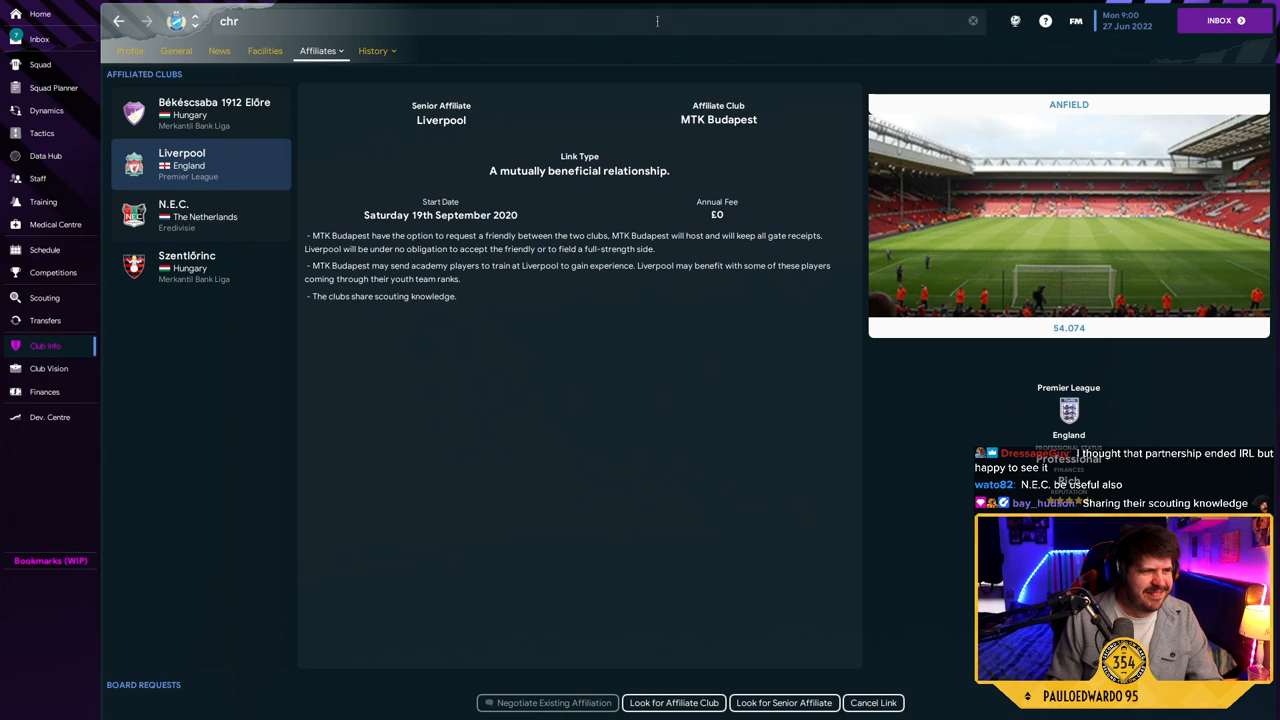 Home
chr
Mon 9:00
27 Jun 2022
FM
INBOX
7
Inbox
Profile
General
News
Facilities
Affiliates
History
Squad
Squad Planner
Dynamics
Tactics
Data Hub
Staff
Training
Medical Centre
Schedule
Competitions
Scouting
Transfers
Club Info
Club Vision
Finances
Dev. Centre
Bookmarks (WIP)
AFFILIATED CLUBS
Békéscsaba 1912 Előre
Hungary
Merkantil Bank Liga
Liverpool
England
Premier League
N.E.C.
The Netherlands
Eredivisie
Szentlőrinc
Hungary
Merkantil Bank Liga
Senior Affiliate
Liverpool
Affiliate Club
MTK Budapest
Link Type
A mutually beneficial relationship.
Start Date
Saturday 19th September 2020
Annual Fee
£0
- MTK Budapest have the option to request a friendly between the two clubs. MTK Budapest will host and will keep all gate receipts.
Liverpool will be under no obligation to accept the friendly or to field a full-strength side.
- MTK Budapest may send academy players to train at Liverpool to gain experience. Liverpool may benefit with some of these players
coming through their youth team ranks.
- The clubs share scouting knowledge.
ANFIELD
54.074
Premier League
England
PROFESSIONAL STATUS
Professional
FINANCES
Rich
REPUTATION
DressageGuy: I thought that partnership ended IRL but
happy to see it
wato82: N.E.C. be useful also
bay_hudson: Sharing their scouting knowledge
354
PAULOEDWARDO 95
BOARD REQUESTS
Negotiate Existing Affiliation
Look for Affiliate Club
Look for Senior Affiliate
Cancel Link